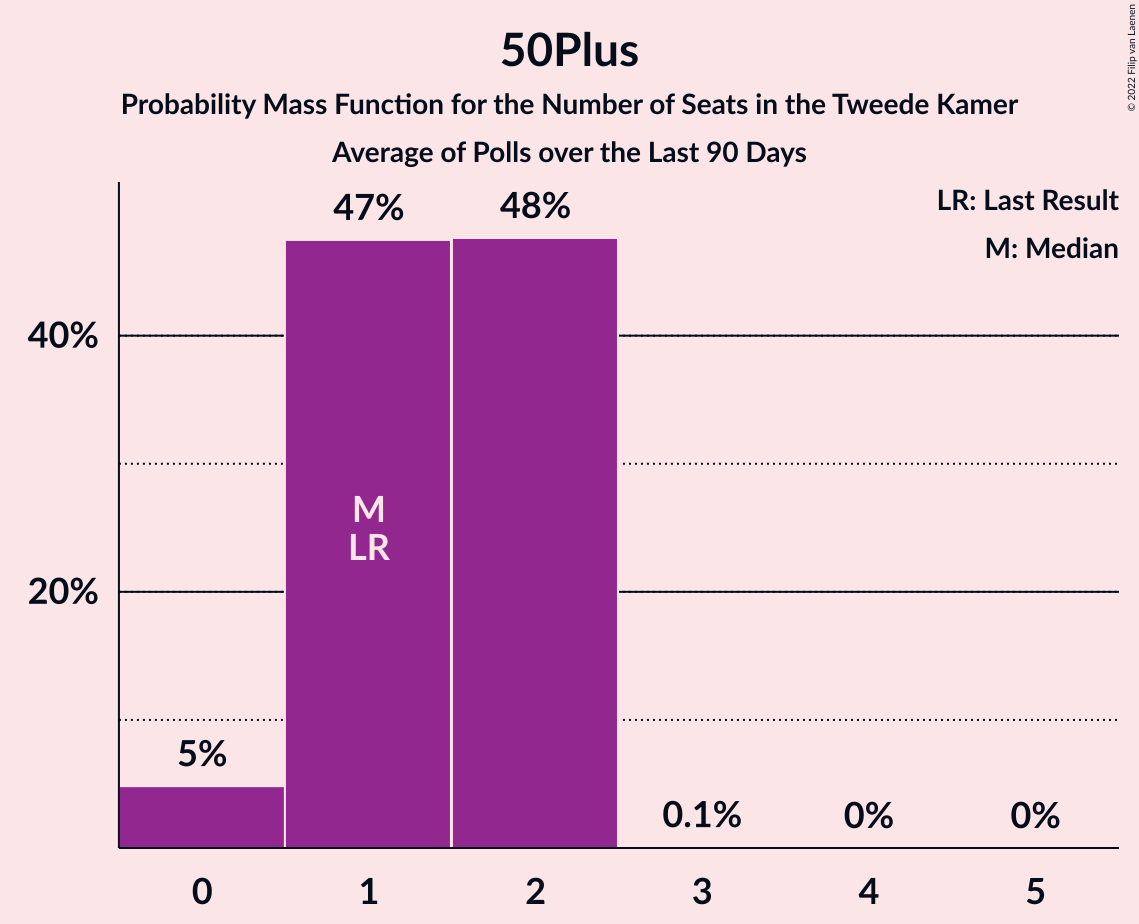 50Plus
Probability Mass Function for the Number of Seats in the Tweede Kamer
Average of Polls over the Last 90 Days
© 2022 Filip van Laenen
LR: Last Result
M: Median
47%
48%
40%
M
LR
20%
5%
0.1%
0%
0%
0
1
2
3
4
5